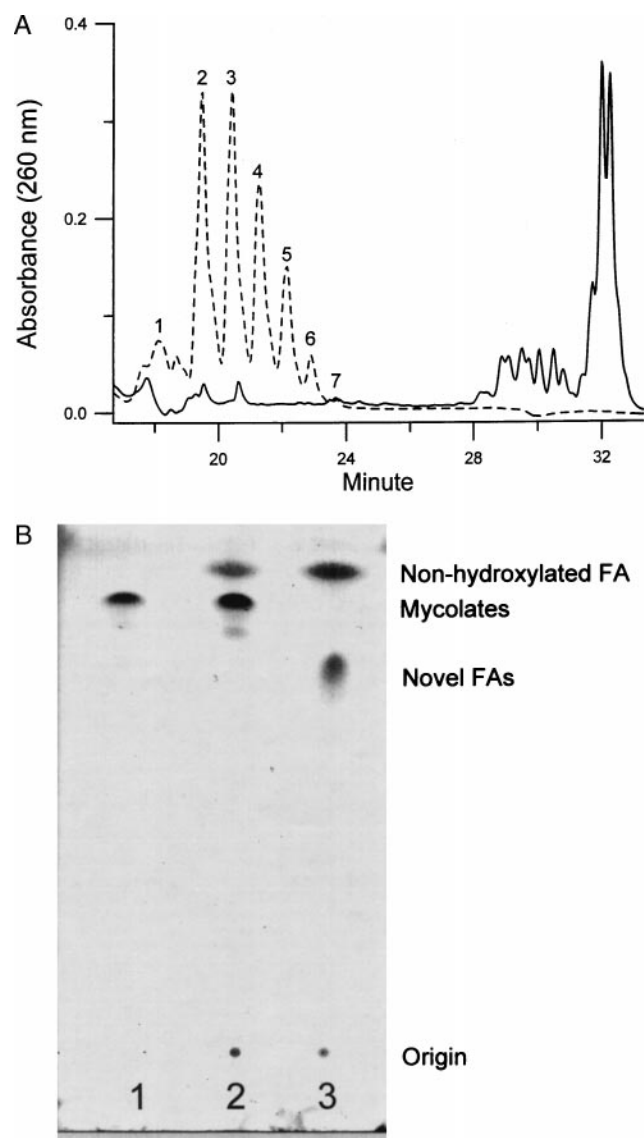 A
0.4
0.2
0.0
Absorbance (260 nm)
1
2
3
4
5
6
7
20
24
28
32
Minute
B
Non-hydroxylated FA
Mycolates
Novel FAs
Origin
1 2 3